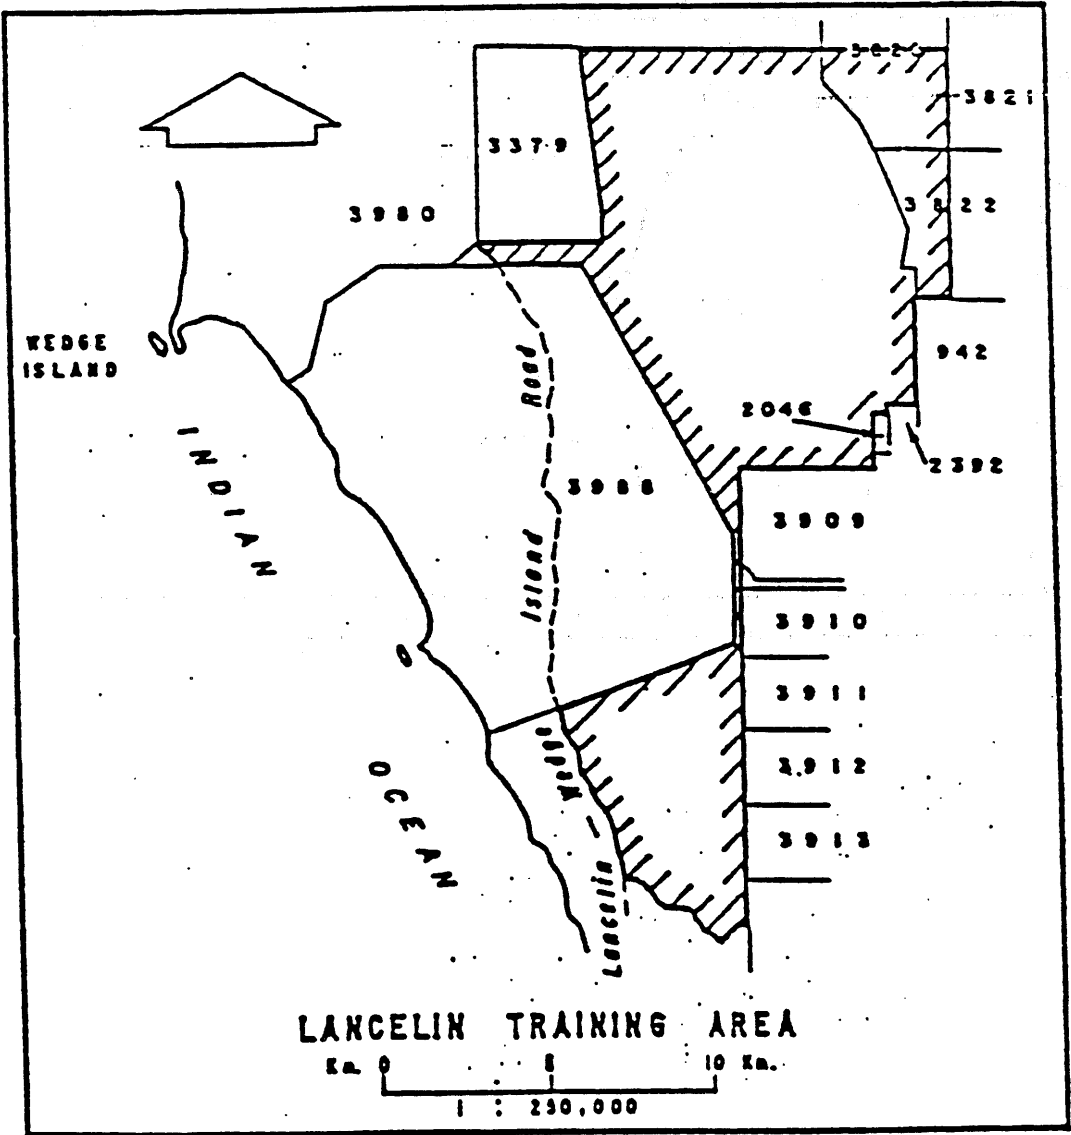 3821
3379
3822
3980
WEDGE
ISLAND
942
2046
2392
3988
3909
3910
3911
3912
3913
INDIAN
OCEAN
Lancelin – Wedge Island Road
LANCELIN TRAINING AREA
Km. 0 5 10 Km.
1 : 250,000